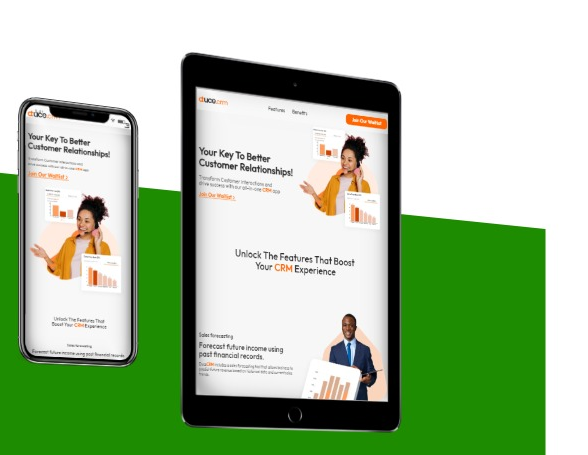 duce.crm
Your Key To Better
Customer Relationships!
Transform Customer interactions and
drive success with our all-in-one CRM app
Join Our Waitlist >
Unlock The Features That
Boost Your CRM Experience
Sales forecasting
Forecast future income using past financial records
duce.crm
Features Benefits
Join Our Waitlist
Your Key To Better
Customer Relationships!
Transform Customer interactions and
drive success with our all-in-one CRM app
Join Our Waitlist >
Unlock The Features That Boost
Your CRM Experience
Sales forecasting
Forecast future income using
past financial records.